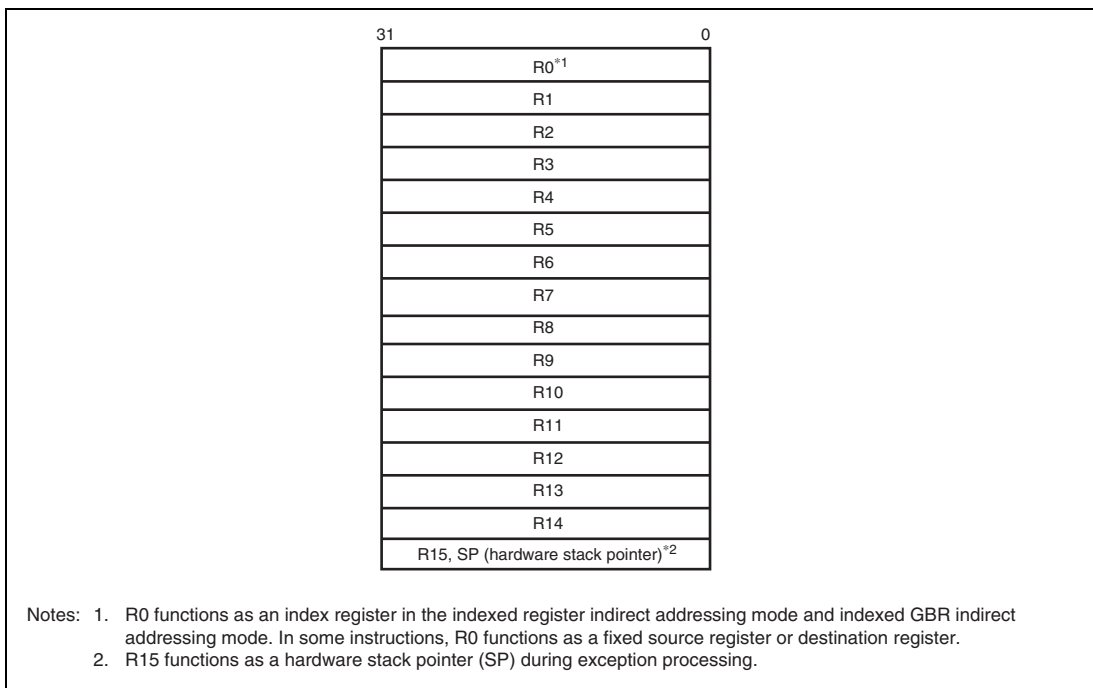 31 0
R0*1
R1
R2
R3
R4
R5
R6
R7
R8
R9
R10
R11
R12
R13
R14
R15, SP (hardware stack pointer)*2
Notes: 1. R0 functions as an index register in the indexed register indirect addressing mode and indexed GBR indirect
addressing mode. In some instructions, R0 functions as a fixed source register or destination register.
2. R15 functions as a hardware stack pointer (SP) during exception processing.